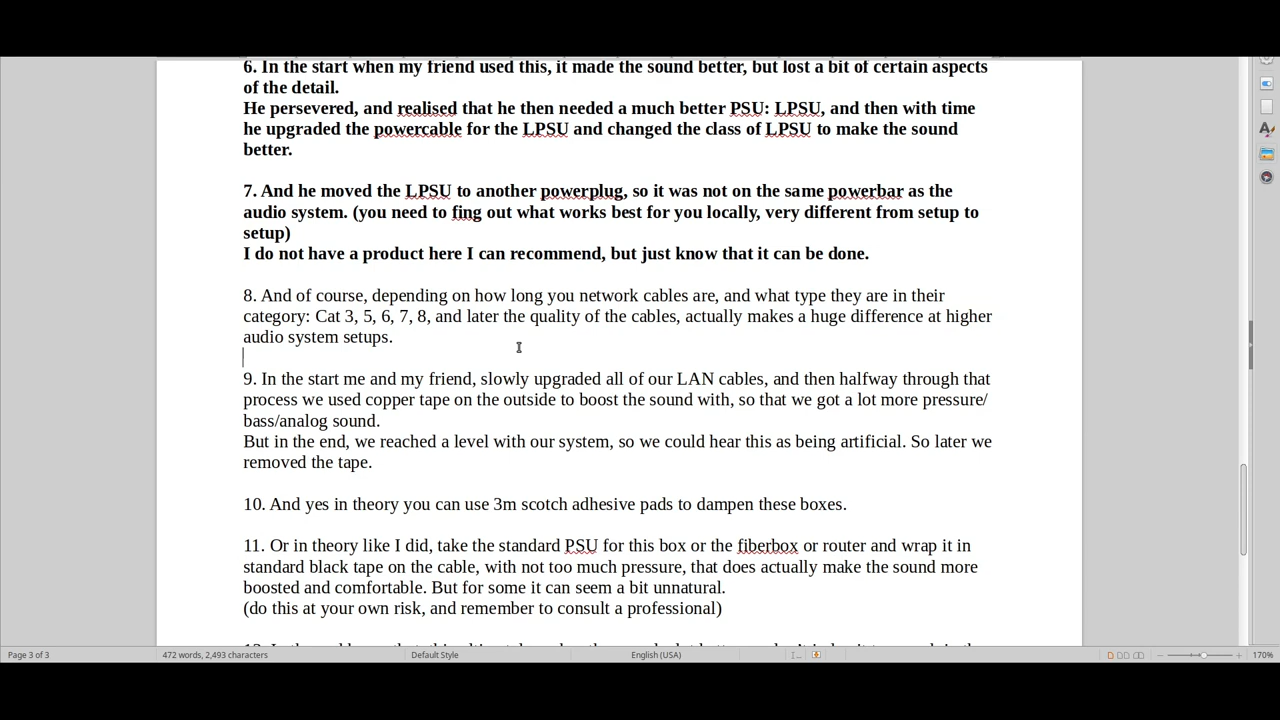 6. In the start when my friend used this, it made the sound better, but lost a bit of certain aspects
of the detail.
He persevered, and realised that he then needed a much better PSU: LPSU, and then with time
he upgraded the powercable for the LPSU and changed the class of LPSU to make the sound
better.
7. And he moved the LPSU to another powerplug, so it was not on the same powerbar as the
audio system. (you need to fing out what works best for you locally, very different from setup to
setup)
I do not have a product here I can recommend, but just know that it can be done.
8. And of course, depending on how long you network cables are, and what type they are in their
category: Cat 3, 5, 6, 7, 8, and later the quality of the cables, actually makes a huge difference at higher
audio system setups.
9. In the start me and my friend, slowly upgraded all of our LAN cables, and then halfway through that
process we used copper tape on the outside to boost the sound with, so that we got a lot more pressure/
bass/analog sound.
But in the end, we reached a level with our system, so we could hear this as being artificial. So later we
removed the tape.
10. And yes in theory you can use 3m scotch adhesive pads to dampen these boxes.
11. Or in theory like I did, take the standard PSU for this box or the fiberbox or router and wrap it in
standard black tape on the cable, with not too much pressure, that does actually make the sound more
boosted and comfortable. But for some it can seem a bit unnatural.
(do this at your own risk, and remember to consult a professional)
Page 3 of 3 472 words, 2,493 characters Default Style English (USA) 170%